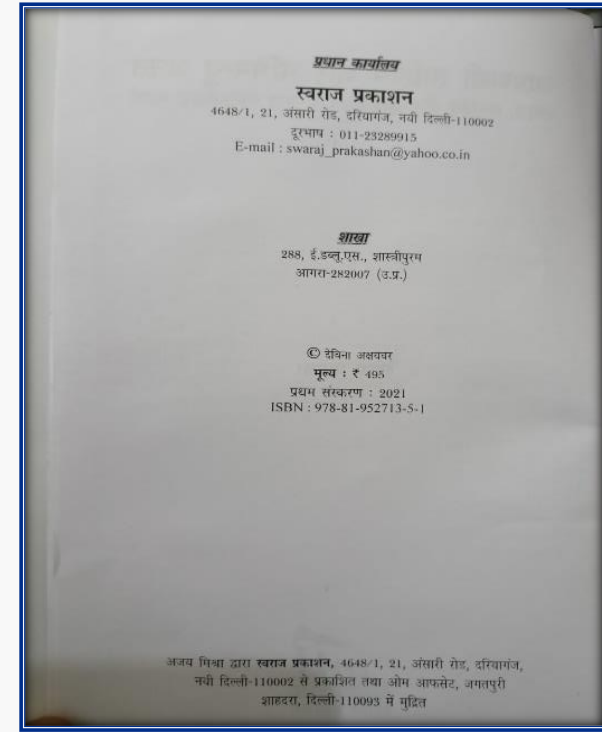 प्रधान कार्यालय
स्वराज प्रकाशन
4648/1, 21, अंसारी रोड, दरियागंज, नयी दिल्ली-110002
दूरभाष : 011-23289915
E-mail : swaraj_prakashan@yahoo.co.in
शाखा
288, ई.डब्लू.एस., शास्त्रीपुरम
आगरा-282007 (उ.प्र.)
© देविना अक्षयवर
मूल्य : ₹ 495
प्रथम संस्करण : 2021
ISBN : 978-81-952713-5-1
अजय मिश्रा द्वारा स्वराज प्रकाशन, 4648/1, 21, अंसारी रोड, दरियागंज,
नयी दिल्ली-110002 से प्रकाशित तथा ओम आफसेट, जगतपुरी
शाहदरा, दिल्ली-110093 में मुद्रित